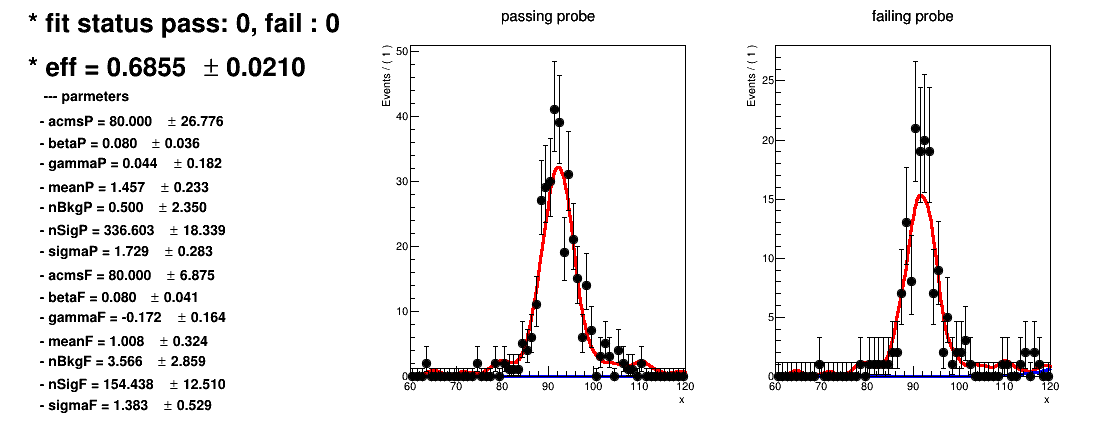 * fit status pass: 0, fail : 0
* eff = 0.6855 ± 0.0210
--- parmeters
- acmsP = 80.000 ± 26.776
- betaP = 0.080 ± 0.036
- gammaP = 0.044 ± 0.182
- meanP = 1.457 ± 0.233
- nBkgP = 0.500 ± 2.350
- nSigP = 336.603 ± 18.339
- sigmaP = 1.729 ± 0.283
- acmsF = 80.000 ± 6.875
- betaF = 0.080 ± 0.041
- gammaF = -0.172 ± 0.164
- meanF = 1.008 ± 0.324
- nBkgF = 3.566 ± 2.859
- nSigF = 154.438 ± 12.510
- sigmaF = 1.383 ± 0.529
passing probe
Events / ( 1 )
50
40
30
20
10
0
60 70 80 90 100 110 120
x
failing probe
Events / ( 1 )
25
20
15
10
5
0
60 70 80 90 100 110 120
x